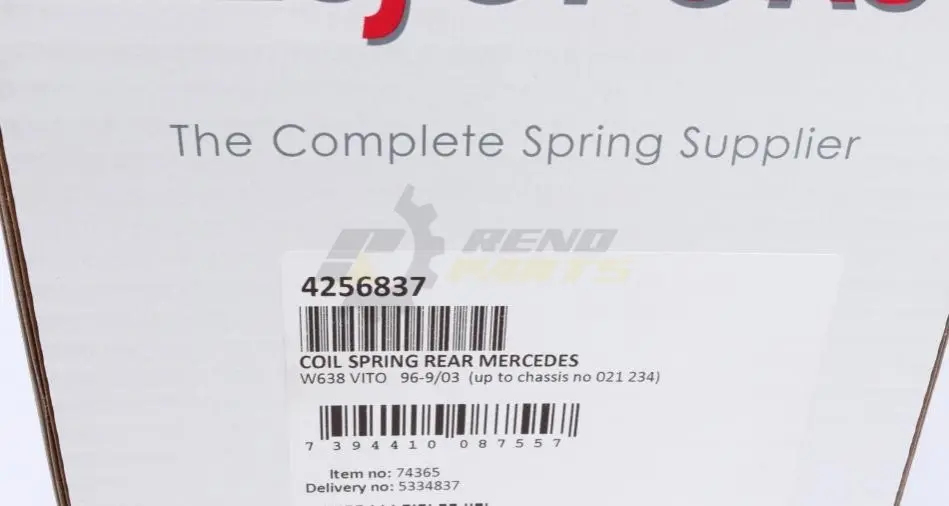 The Complete Spring Supplier
RENO
PARTS
4256837
COIL SPRING REAR MERCEDES
W638 VITO 96-9/03 (up to chassis no 021 234)
7 394410 087557
Item no: 74365
Delivery no: 5334837